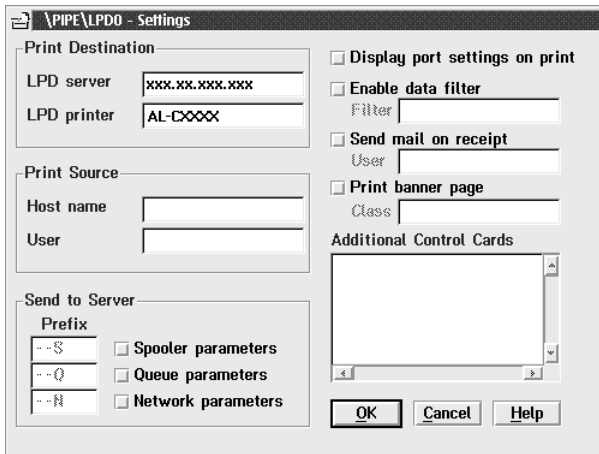 \PIPE\LPD0 - Settings
Print Destination
LPD server xxx.xx.xxx.xxx
LPD printer AL-CXXXX
Print Source
Host name
User
Send to Server
Prefix
--S Spooler parameters
--Q Queue parameters
--N Network parameters
Display port settings on print
Enable data filter
Filter
Send mail on receipt
User
Print banner page
Class
Additional Control Cards
OK Cancel Help